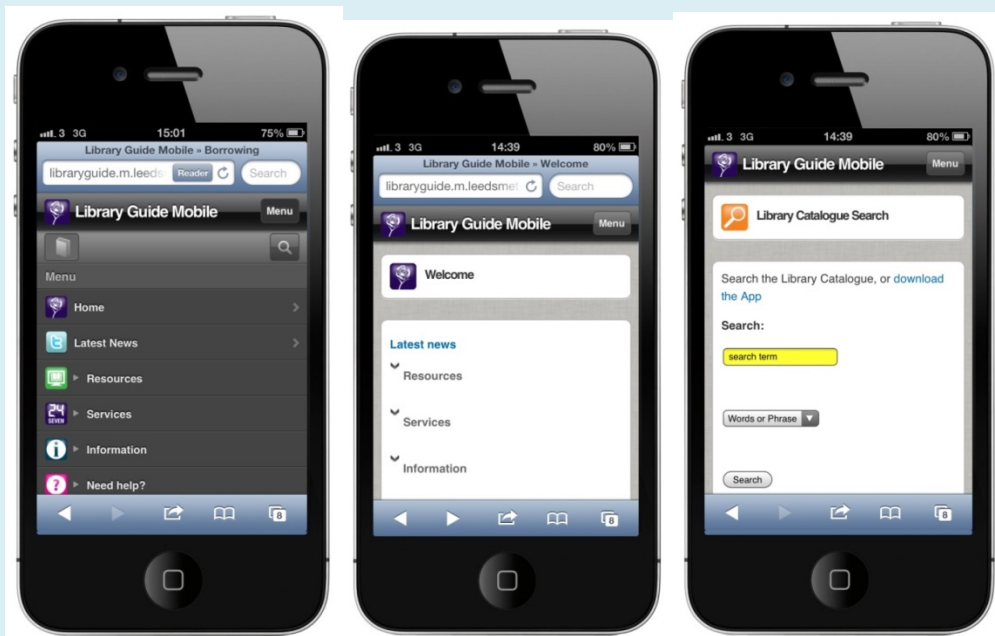 3 3G 15:01 75%
Library Guide Mobile » Borrowing
libraryguide.m.leeds Reader Search
Library Guide Mobile Menu
Menu
Home
Latest News
Resources
24 SEVEN Services
i Information
? Need help?
8
3 3G 14:39 80%
Library Guide Mobile » Welcome
libraryguide.m.leedsmet Search
Library Guide Mobile Menu
Welcome
Latest news
Resources
Services
Information
8
3 3G 14:39 80%
Library Guide Mobile Menu
Library Catalogue Search
Search the Library Catalogue, or download
the App
Search:
search term
Words or Phrase
Search
8